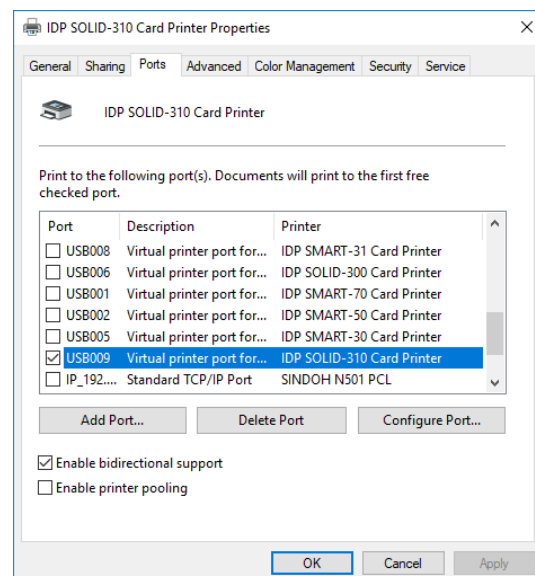 IDP SOLID-310 Card Printer Properties
General Sharing Ports Advanced Color Management Security Service
IDP SOLID-310 Card Printer
Print to the following port(s). Documents will print to the first free
checked port.
Port Description Printer
USB008 Virtual printer port for... IDP SMART-31 Card Printer
USB006 Virtual printer port for... IDP SOLID-300 Card Printer
USB001 Virtual printer port for... IDP SMART-70 Card Printer
USB002 Virtual printer port for... IDP SMART-50 Card Printer
USB005 Virtual printer port for... IDP SMART-30 Card Printer
USB009 Virtual printer port for... IDP SOLID-310 Card Printer
IP_192.... Standard TCP/IP Port SINDOH N501 PCL
Add Port... Delete Port Configure Port...
Enable bidirectional support
Enable printer pooling
OK Cancel Apply